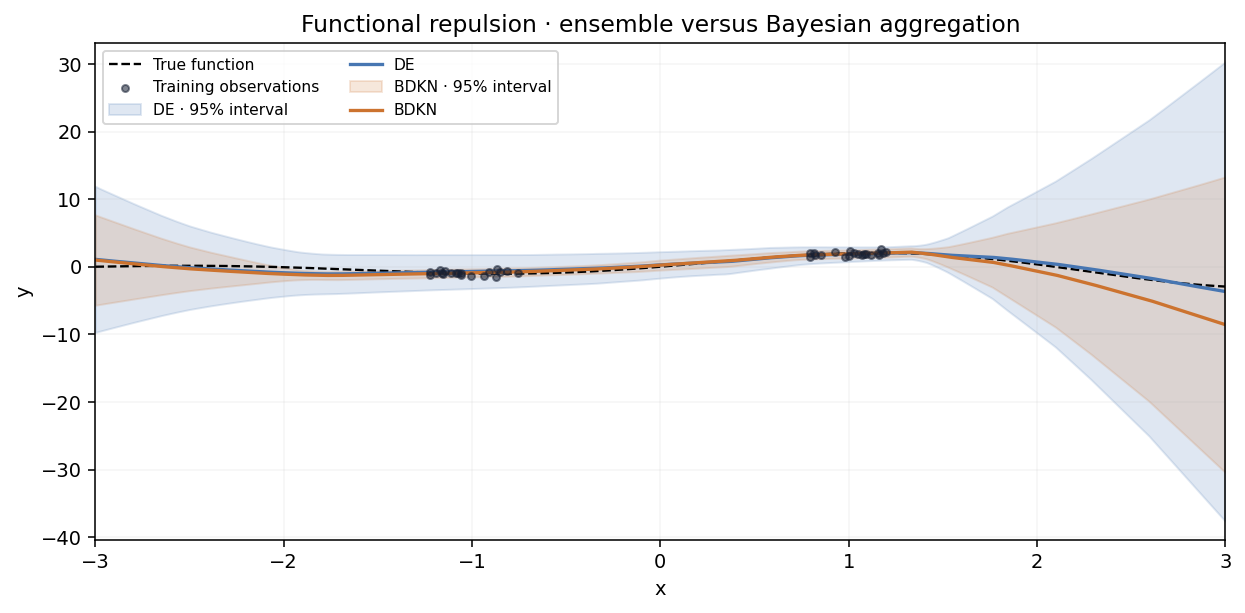 Functional repulsion · ensemble versus Bayesian aggregation
True function
Training observations
DE · 95% interval
DE
BDKN · 95% interval
BDKN
y
30
20
10
0
−10
−20
−30
−40
−3
−2
−1
0
1
2
3
x